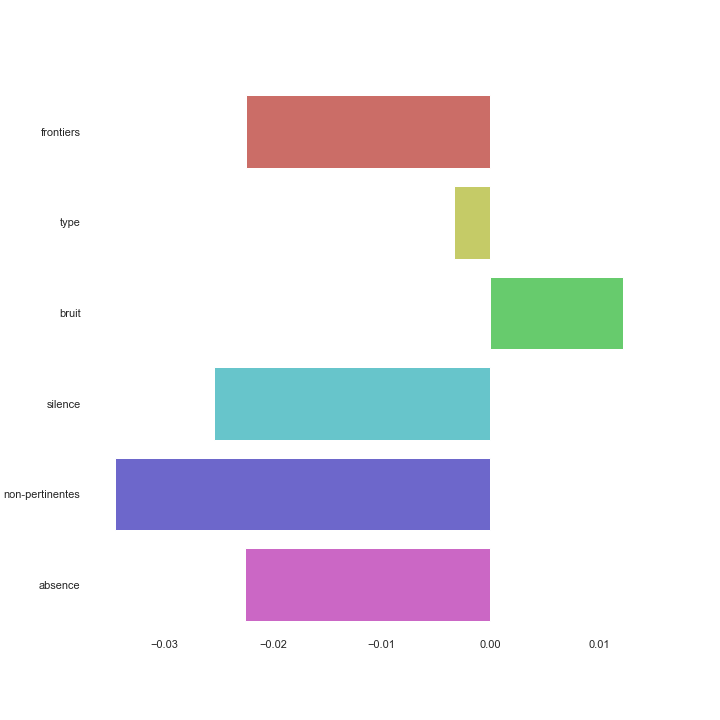 frontiers
type
bruit
silence
non-pertinentes
absence
−0.03 −0.02 −0.01 0.00 0.01